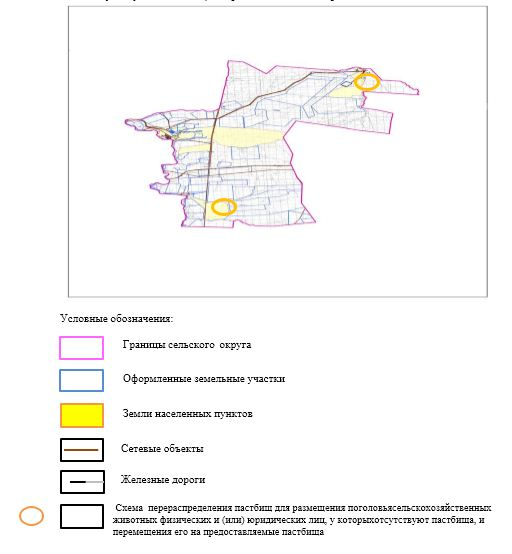 Условные обозначения:
Границы сельского округа
Оформленные земельные участки
Земли населенных пунктов
Сетевые объекты
Железные дороги
Схема перераспределения пастбищ для размещения поголовьясельскохозяйственных
животных физических и (или) юридических лиц, у которыхотсутствуют пастбища, и
перемещения его на предоставляемые пастбища